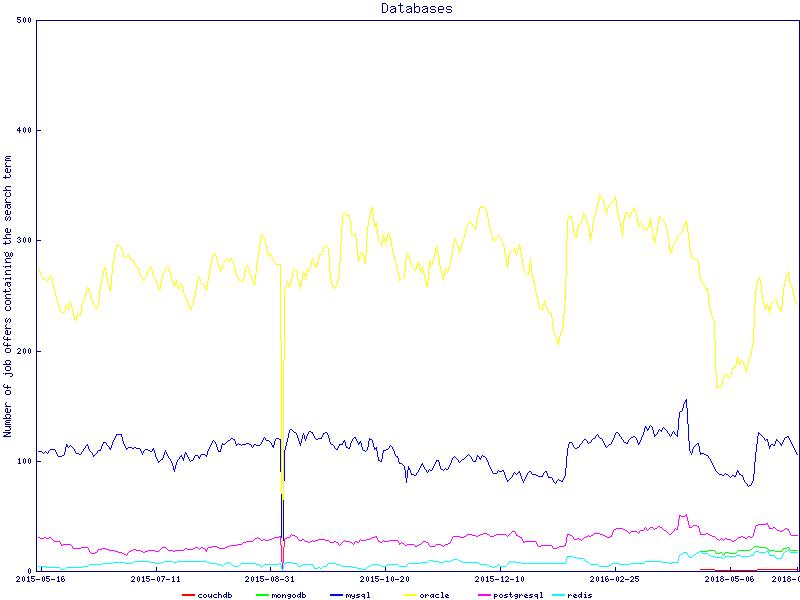 Databases
Number of job offers containing the search term
500
400
300
200
100
0
2015-05-16 2015-07-11 2015-08-31 2015-10-20 2015-12-10 2016-02-25 2018-05-06 2018-0
couchdb mongodb mysql oracle postgresql redis